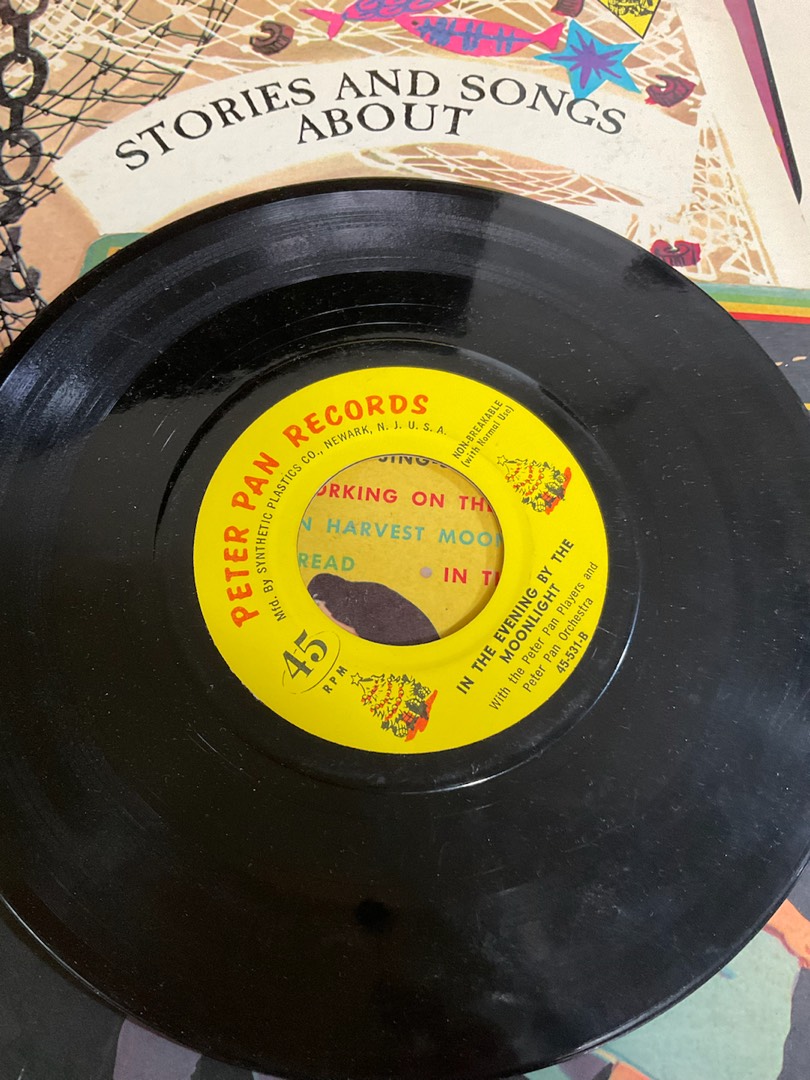 STORIES AND SONGS
ABOUT
PETER PAN RECORDS
Mfd. BY SYNTHETIC PLASTICS CO., NEWARK, N. J. U. S. A.
NON-BREAKABLE
(with Normal Use)
ORKING ON TH
HARVEST MOON
READ
IN
45
RPM
IN THE EVENING BY THE
MOONLIGHT
With the Peter Pan Players and
Peter Pan Orchestra
45-531-B